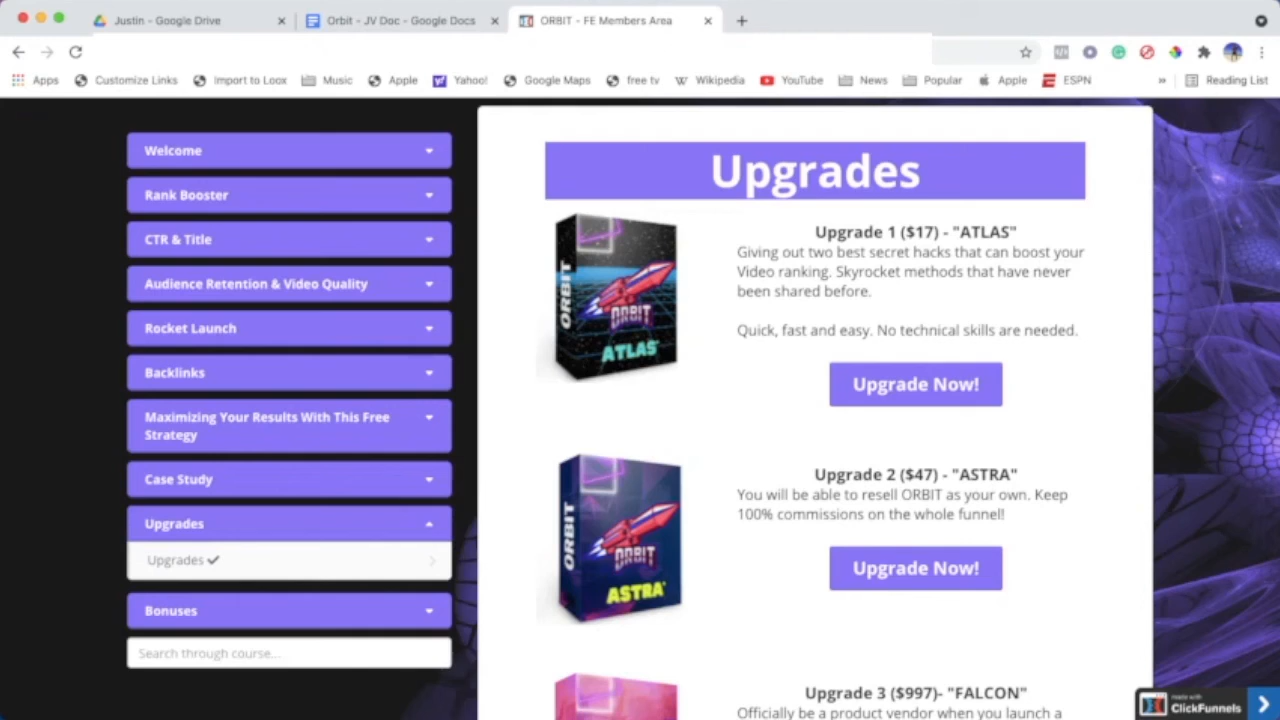 Justin - Google Drive
Orbit - JV Doc - Google Docs
ORBIT - FE Members Area
Apps
Customize Links
Import to Loox
Music
Apple
Yahoo!
Google Maps
free tv
Wikipedia
YouTube
News
Popular
Apple
ESPN
Reading List
Welcome
Rank Booster
CTR & Title
Audience Retention & Video Quality
Rocket Launch
Backlinks
Maximizing Your Results With This Free
Strategy
Case Study
Upgrades
Upgrades
Bonuses
Search through course...
Upgrades
ORBIT
ORBIT
ATLAS
Upgrade 1 ($17) - "ATLAS"
Giving out two best secret hacks that can boost your
Video ranking. Skyrocket methods that have never
been shared before.
Quick, fast and easy. No technical skills are needed.
Upgrade Now!
ORBIT
ORBIT
ASTRA
Upgrade 2 ($47) - "ASTRA"
You will be able to resell ORBIT as your own. Keep
100% commissions on the whole funnel!
Upgrade Now!
Upgrade 3 ($997)- "FALCON"
Officially be a product vendor when you launch a
made with
ClickFunnels